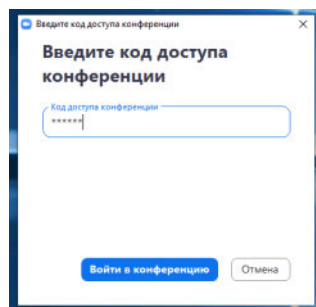 Введите код доступа конференции
Введите код доступа
конференции
Код доступа конференции
******
Войти в конференцию
Отмена